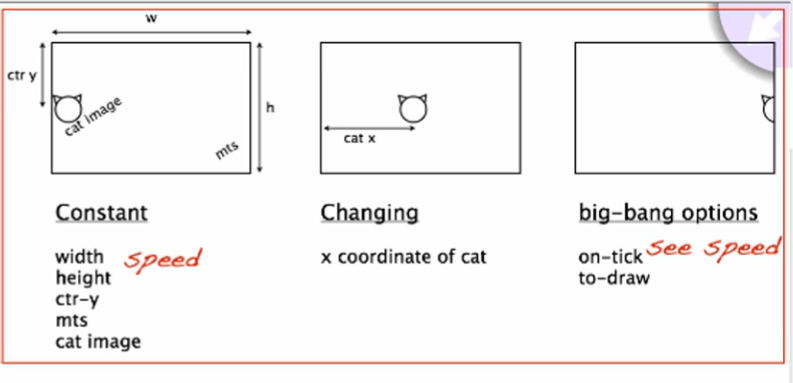 w
ctr y
cat image
h
mts
cat x
Constant
width speed
height
ctr-y
mts
cat image
Changing
x coordinate of cat
big-bang options
on-tick see speed
to-draw